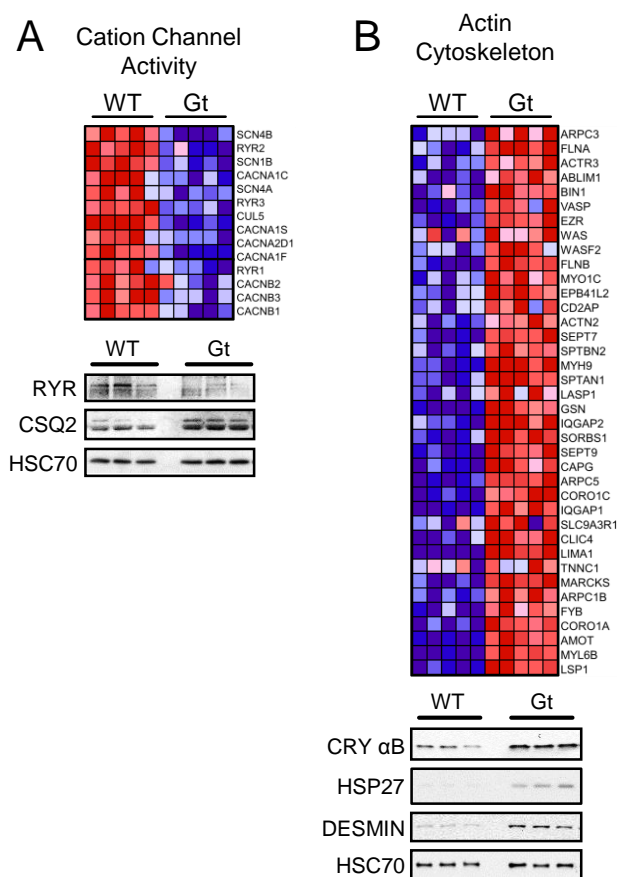 A
Cation Channel
Activity
WT
Gt
SCN4B
RYR2
SCN1B
CACNA1C
SCN4A
RYR3
CUL5
CACNA1S
CACNA2D1
CACNA1F
RYR1
CACNB2
CACNB3
CACNB1
WT
Gt
RYR
CSQ2
HSC70
B
Actin
Cytoskeleton
WT
Gt
ARPC3
FLNA
ACTR3
ABLIM1
BIN1
VASP
EZR
WAS
WASF2
FLNB
MYO1C
EPB41L2
CD2AP
ACTN2
SEPT7
SPTBN2
MYH9
SPTAN1
LASP1
GSN
IQGAP2
SORBS1
SEPT9
CAPG
ARPC5
CORO1C
IQGAP1
SLC9A3R1
CLIC4
LIMA1
TNNC1
MARCKS
ARPC1B
FYB
CORO1A
AMOT
MYL6B
LSP1
WT
Gt
CRY αB
HSP27
DESMIN
HSC70